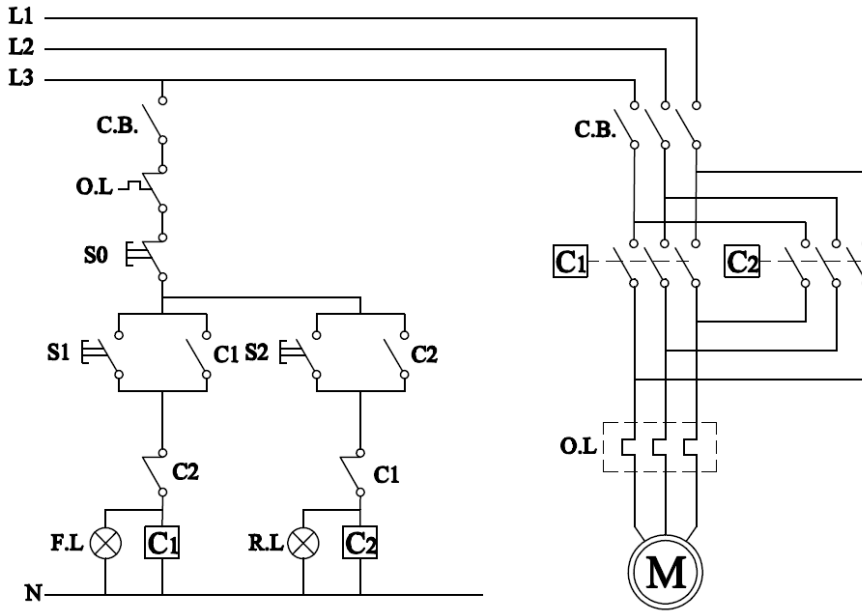 L1
L2
L3
C.B. C.B.
O.L
S0 C1 C2
S1 C1 S2 C2
O.L
C2 C1
F.L C1 R.L C2 M
N